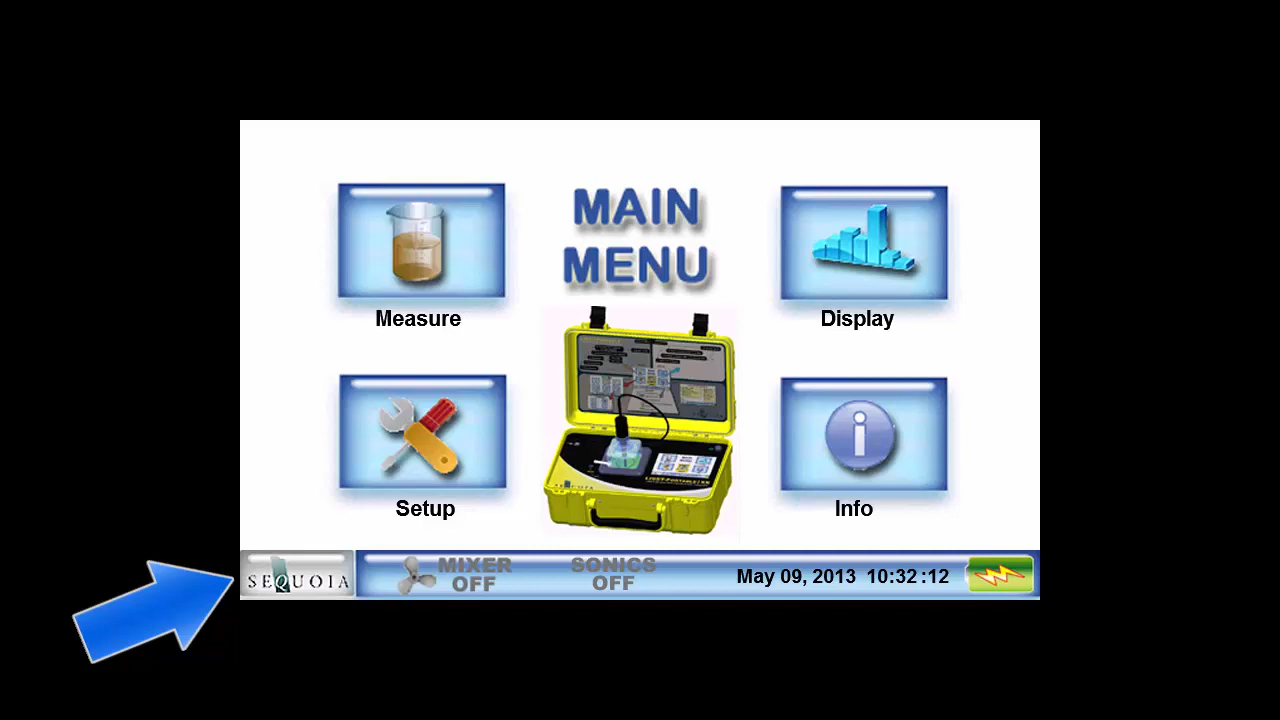 MAIN
MENU
Measure
Display
Setup
Info
SEQUOIA
MIXER
OFF
SONICS
OFF
May 09, 2013 10:32:12